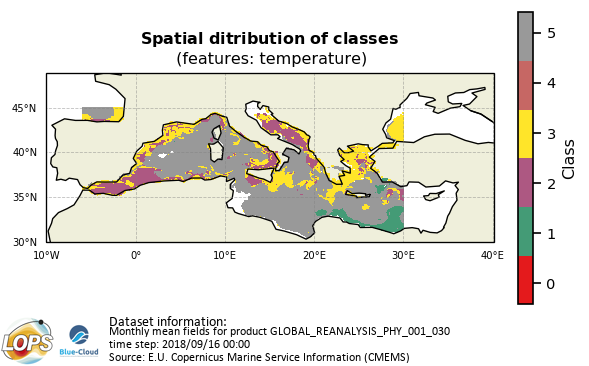 Spatial ditribution of classes
(features: temperature)
45°N
40°N
35°N
30°N
10°W 0° 10°E 20°E 30°E 40°E
5
4
3
2
1
0
Class
LOPS
Blue-Cloud
Dataset information:
Monthly mean fields for product GLOBAL_REANALYSIS_PHY_001_030
time step: 2018/09/16 00:00
Source: E.U. Copernicus Marine Service Information (CMEMS)